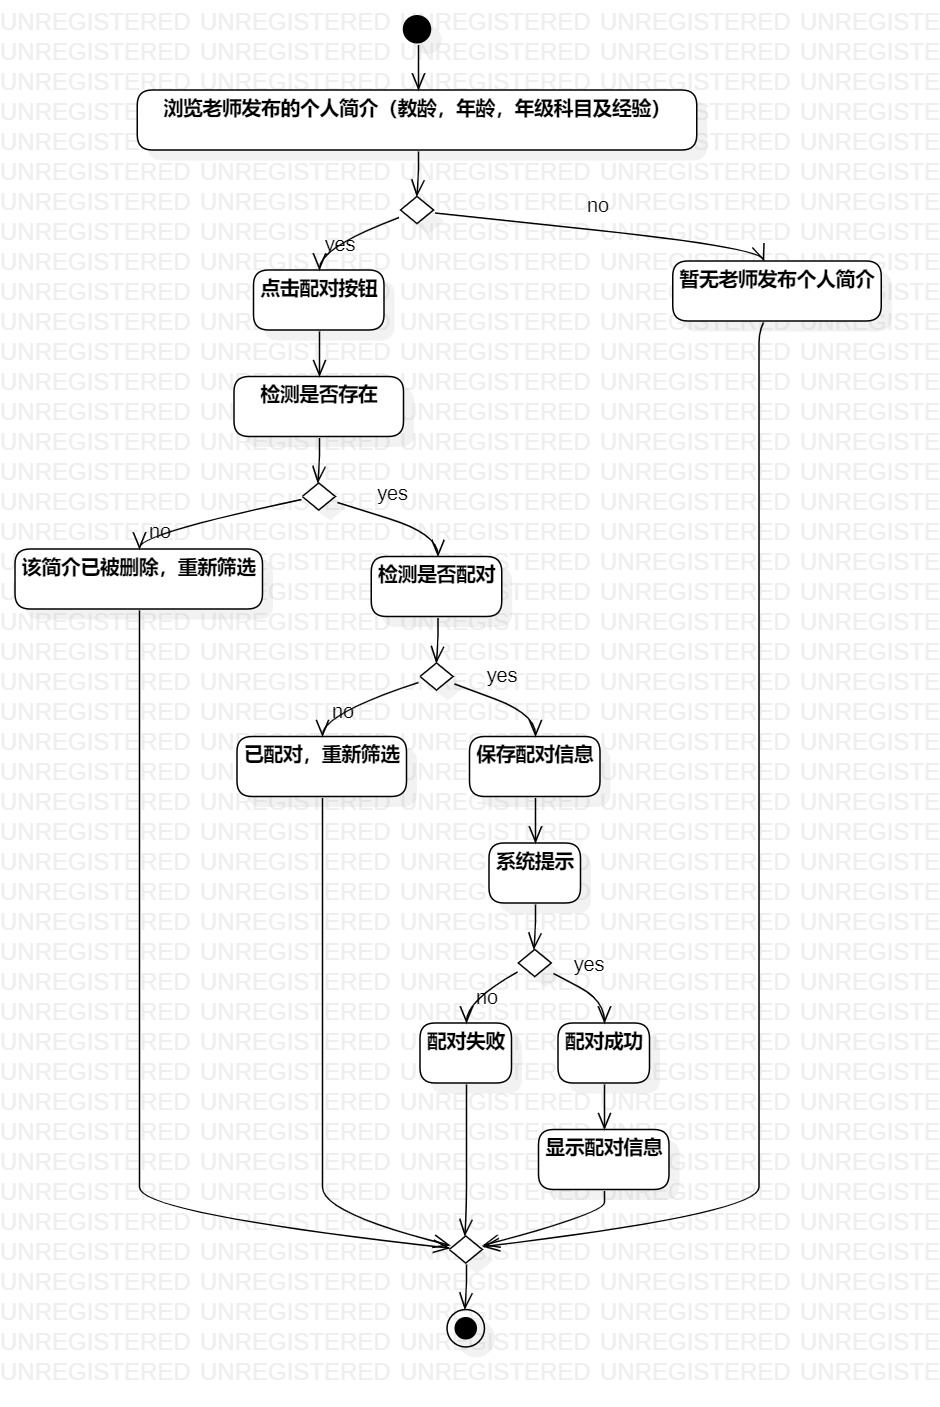 浏览老师发布的个人简介（教龄，年龄，年级科目及经验）
no
yes
点击配对按钮
暂无老师发布个人简介
检测是否存在
yes
no
该简介已被删除，重新筛选
检测是否配对
yes
no
已配对，重新筛选
保存配对信息
系统提示
yes
no
配对失败
配对成功
显示配对信息
UNREGISTERED